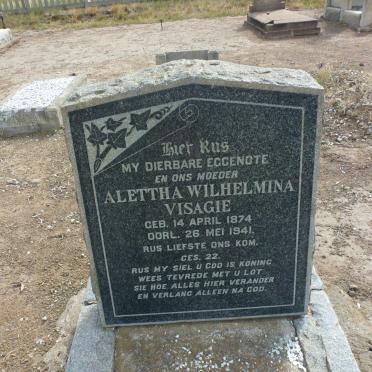 Hier Rus
MY DIERBARE EGGENOTE
EN ONS MOEDER
ALETTHA WILHELMINA
VISAGIE
GEB. 14 APRIL 1874
OORL. 26 MEI 1941.
RUS LIEFSTE ONS KOM.
GES. 22.
RUS MY SIEL U GOD IS KONING
WEES TEVREDE MET U LOT
SIE HOE ALLES HIER VERANDER
EN VERLANG ALLEEN NA GOD.